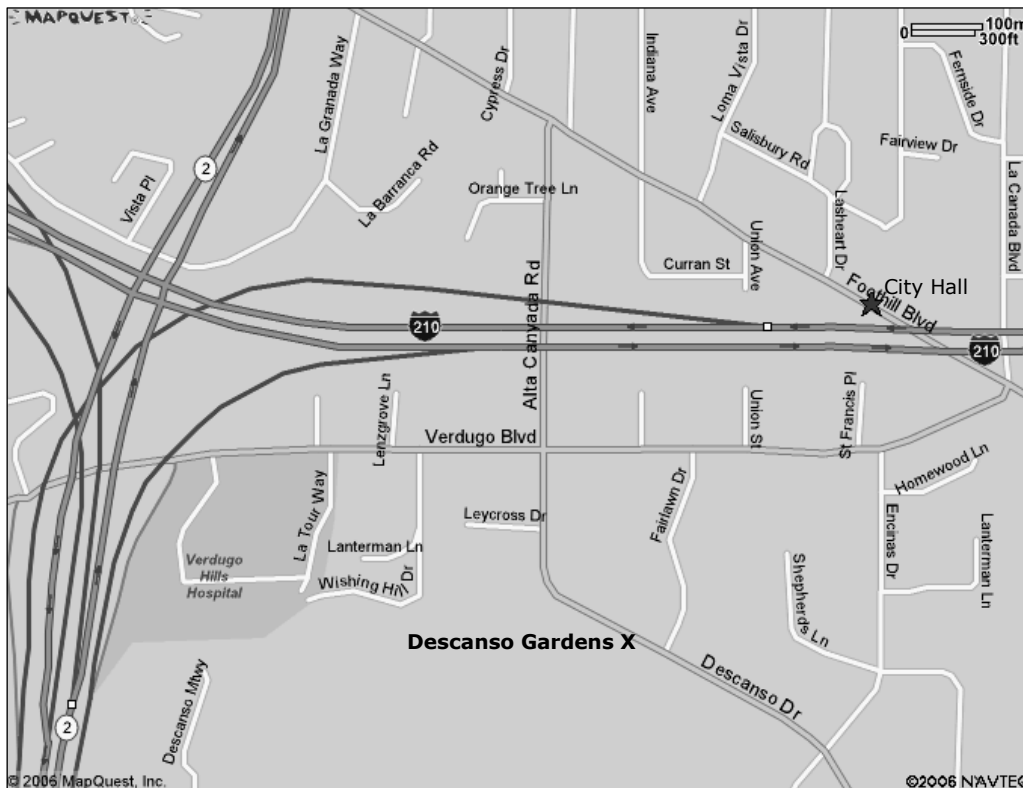 MAPQUEST
100m
0 300ft
La Granada Way
Cypress Dr
Indiana Ave
Loma Vista Dr
Fernside Dr
Salisbury Rd
Fairview Dr
2
Vista Pl
La Barranca Rd
Orange Tree Ln
Lasheart Dr
La Canada Blvd
Union Ave
Curran St
City Hall
Foothill Blvd
Alta Canyada Rd
210
210
Lenzgrove Ln
Verdugo Blvd
Union St
St Francis Pl
Homewood Ln
La Tour Way
Leycross Dr
Fairlawn Dr
Encinas Dr
Lanterman Ln
Lanterman Ln
Verdugo
Hills
Hospital
Wishing Hill Dr
Shepherds Ln
Descanso Gardens X
Descanso Mtwy
Descanso Dr
2
© 2006 MapQuest, Inc.
©2006 NAVTEQ